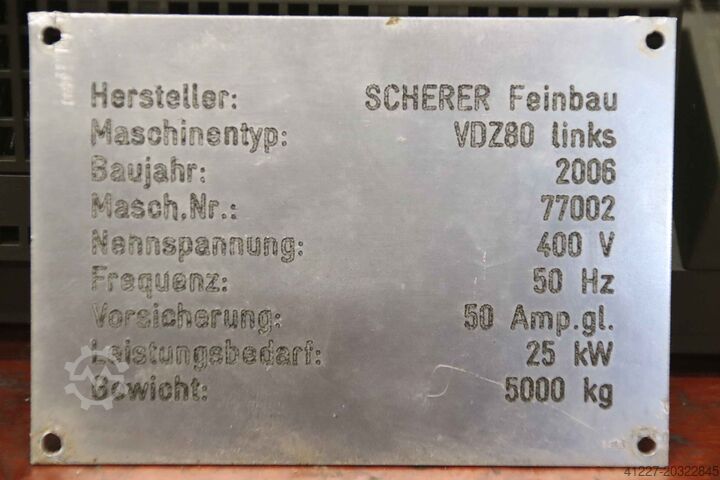 Hersteller: SCHERER Feinbau
Maschinentyp: VDZ80 links
Baujahr: 2006
Masch.Nr.: 77002
Nennspannung: 400 V
Frequenz: 50 Hz
Vorsicherung: 50 Amp.gl.
Leistungsbedarf: 25 kW
Gewicht: 5000 kg
41227-20322845